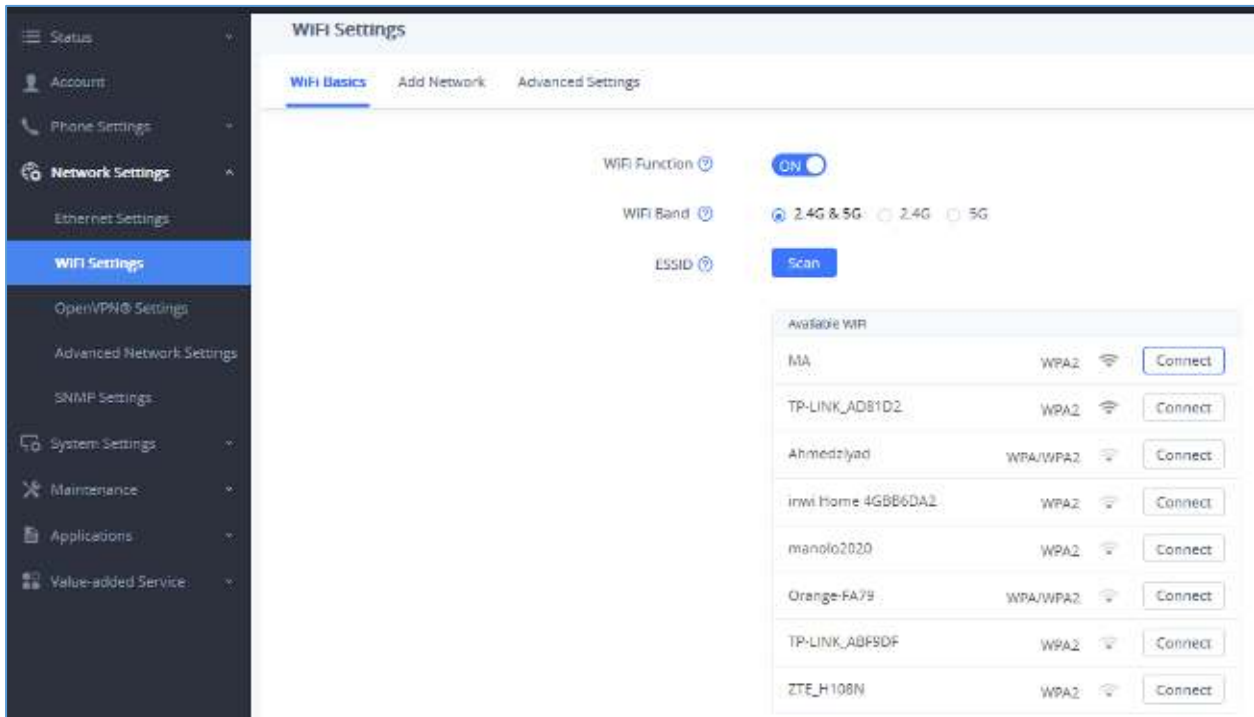 Status
Account
Phone Settings
Network Settings
Ethernet Settings
WiFi Settings
OpenVPN® Settings
Advanced Network Settings
SNMP Settings
System Settings
Maintenance
Applications
Value-added Service
WiFi Settings
WiFi Basics Add Network Advanced Settings
WiFi Function ? ON
WiFi Band ? 2.4G & 5G 2.4G 5G
ESSID ? Scan
Available WiFi
MA WPA2 Connect
TP-LINK_AD81D2 WPA2 Connect
Ahmedziyad WPA/WPA2 Connect
inwi Home 4GBB6DA2 WPA2 Connect
manolo2020 WPA2 Connect
Orange-FA79 WPA/WPA2 Connect
TP-LINK_ABF9DF WPA2 Connect
ZTE_H108N WPA2 Connect